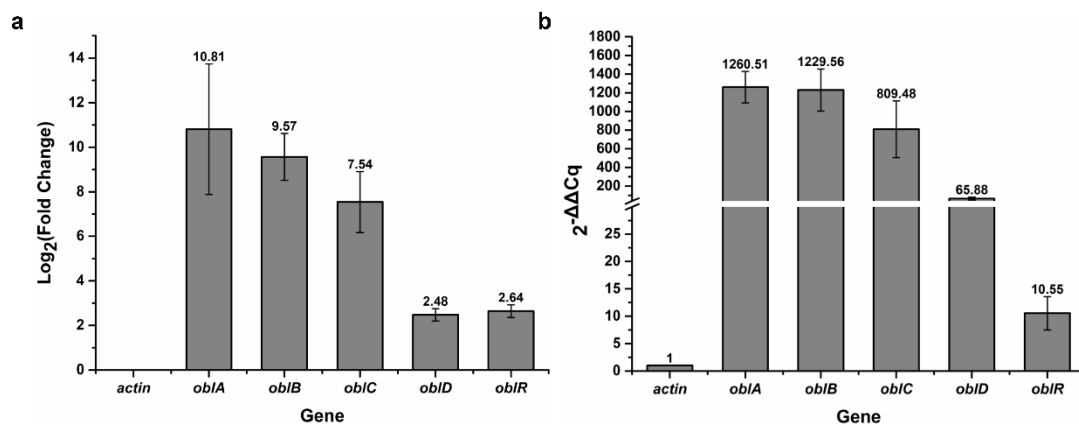 a
Log2(Fold Change)
14
12
10
8
6
4
2
0
10.81
9.57
7.54
2.48
2.64
actin
oblA
oblB
oblC
oblD
oblR
Gene
b
2-ΔΔCq
1800
1600
1400
1200
1000
800
600
400
200
25
20
15
10
5
0
1
1260.51
1229.56
809.48
65.88
10.55
actin
oblA
oblB
oblC
oblD
oblR
Gene